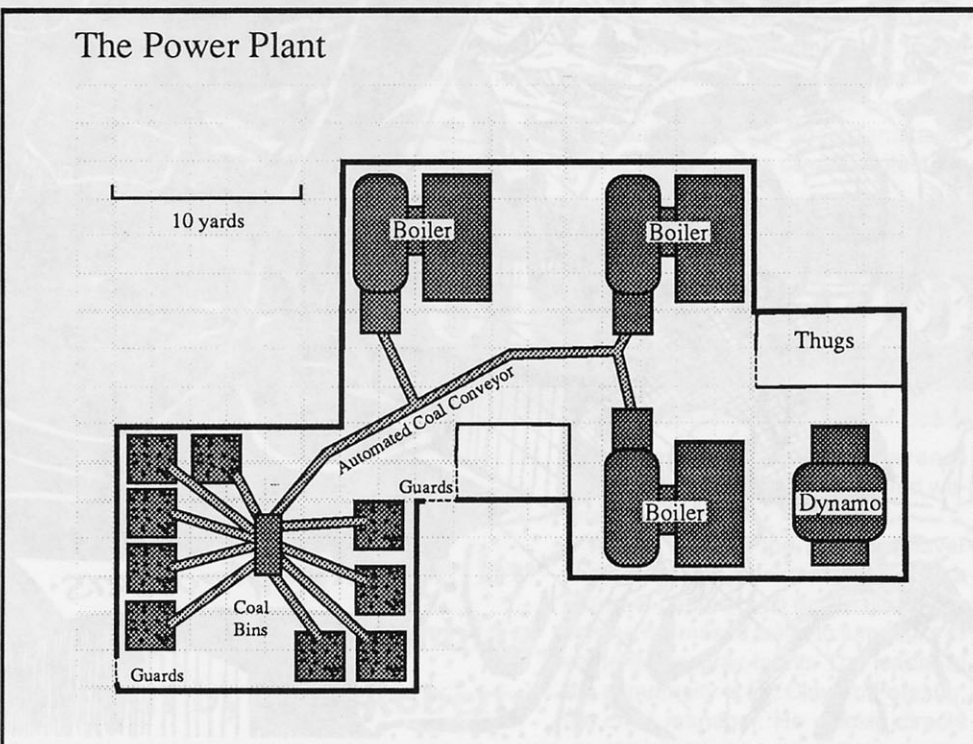 The Power Plant
10 yards
Boiler
Boiler
Thugs
Automated Coal Conveyor
Guards
Boiler
Dynamo
Coal
Bins
Guards